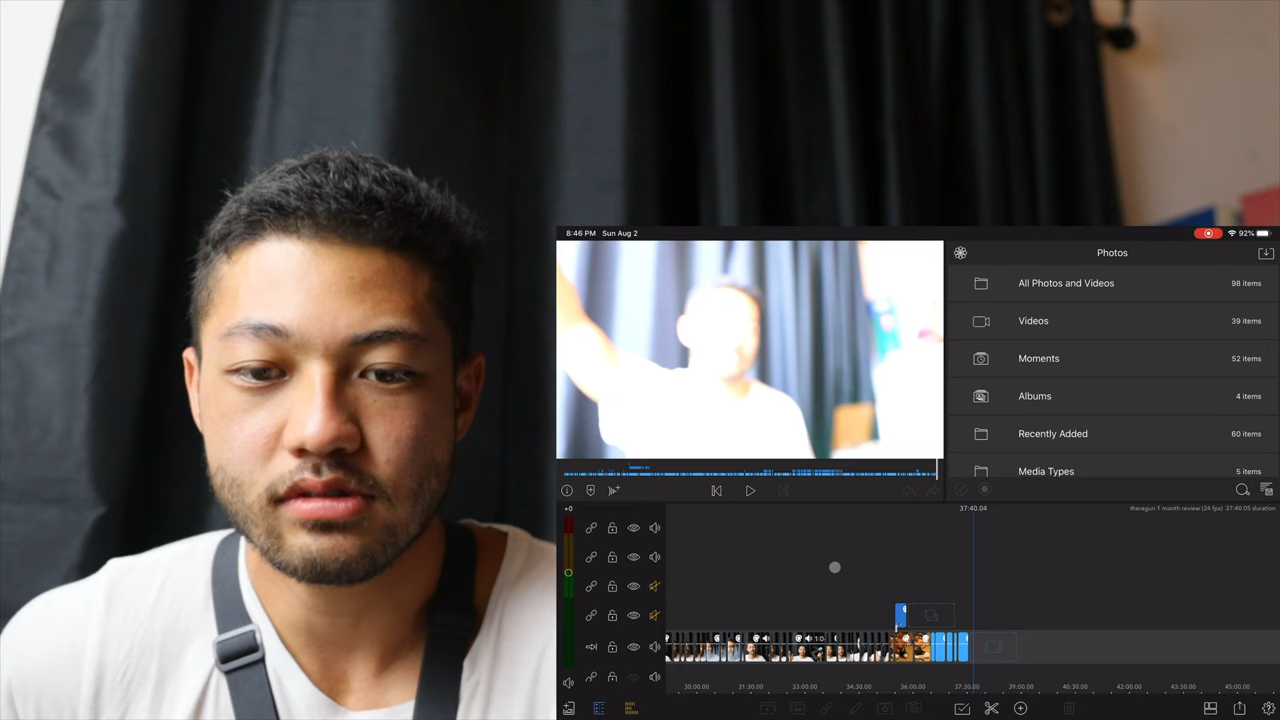 8:46 PM Sun Aug 2
92%
Photos
All Photos and Videos 98 items
Videos 39 items
Moments 52 items
Albums 4 items
Recently Added 60 items
Media Types 5 items
+0
37:40.04
theragun 1 month review (24 fps) 37:40.05 duration
1:0
30:00.00 31:30.00 33:00.00 34:30.00 36:00.00 37:30.00 39:00.00 40:30.00 42:00.00 43:30.00 45:00.00